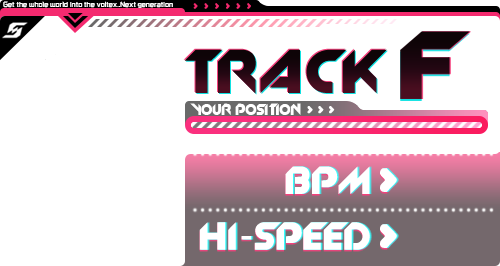 Get the whole world into the voltex..Next generation > > > > > >
TRACK F
YOUR POSITION > > >
BPM >
HI-SPEED >